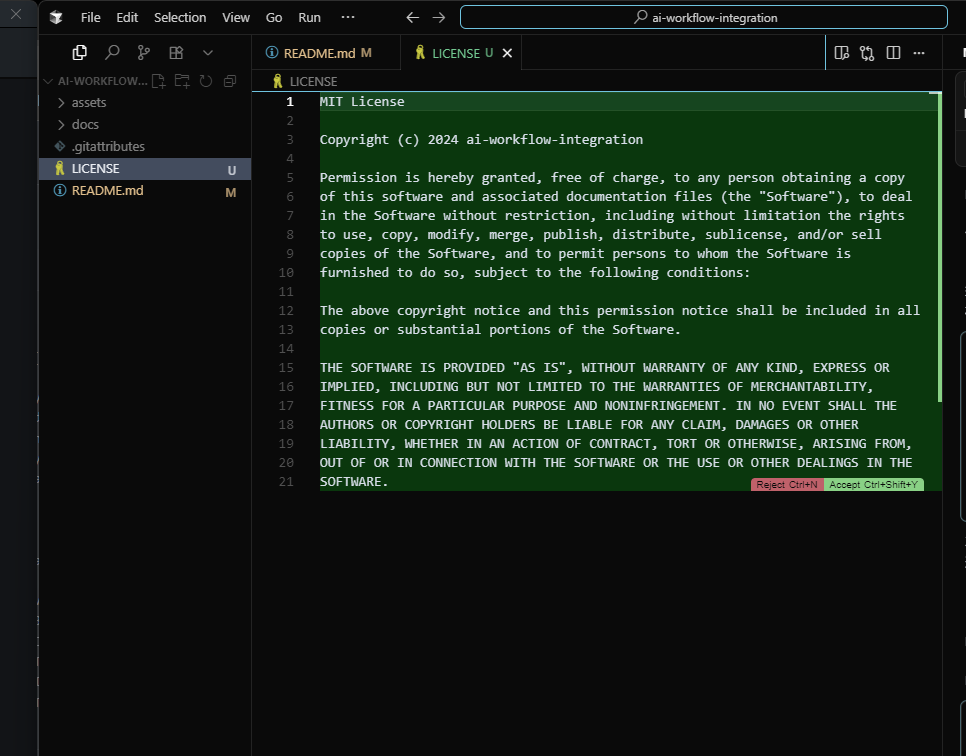 File Edit Selection View Go Run ···
ai-workflow-integration
README.md M
LICENSE U
AI-WORKFLOW...
LICENSE
assets
docs
.gitattributes
LICENSE U
README.md M
1 MIT License
2
3 Copyright (c) 2024 ai-workflow-integration
4
5 Permission is hereby granted, free of charge, to any person obtaining a copy
6 of this software and associated documentation files (the "Software"), to deal
7 in the Software without restriction, including without limitation the rights
8 to use, copy, modify, merge, publish, distribute, sublicense, and/or sell
9 copies of the Software, and to permit persons to whom the Software is
10 furnished to do so, subject to the following conditions:
11
12 The above copyright notice and this permission notice shall be included in all
13 copies or substantial portions of the Software.
14
15 THE SOFTWARE IS PROVIDED "AS IS", WITHOUT WARRANTY OF ANY KIND, EXPRESS OR
16 IMPLIED, INCLUDING BUT NOT LIMITED TO THE WARRANTIES OF MERCHANTABILITY,
17 FITNESS FOR A PARTICULAR PURPOSE AND NONINFRINGEMENT. IN NO EVENT SHALL THE
18 AUTHORS OR COPYRIGHT HOLDERS BE LIABLE FOR ANY CLAIM, DAMAGES OR OTHER
19 LIABILITY, WHETHER IN AN ACTION OF CONTRACT, TORT OR OTHERWISE, ARISING FROM,
20 OUT OF OR IN CONNECTION WITH THE SOFTWARE OR THE USE OR OTHER DEALINGS IN THE
21 SOFTWARE.
Reject Ctrl+N Accept Ctrl+Shift+Y